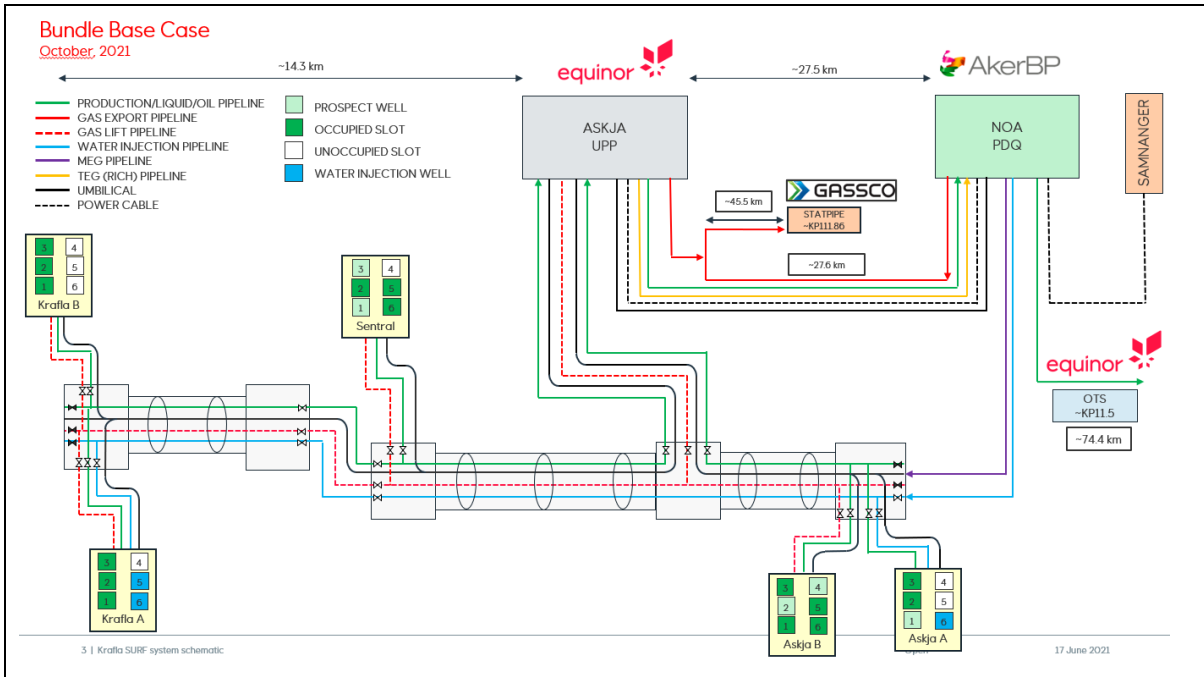 Bundle Base Case
October, 2021
~14.3 km
equinor
~27.5 km
AkerBP
PRODUCTION/LIQUID/OIL PIPELINE
GAS EXPORT PIPELINE
GAS LIFT PIPELINE
WATER INJECTION PIPELINE
MEG PIPELINE
TEG (RICH) PIPELINE
UMBILICAL
POWER CABLE
PROSPECT WELL
OCCUPIED SLOT
UNOCCUPIED SLOT
WATER INJECTION WELL
ASKJA
UPP
NOA
PDQ
SAMNANGER
GASSCO
~45.5 km
STATPIPE
~KP111.86
~27.6 km
3 4
2 5
1 6
Krafla B
3 4
2 5
1 6
Sentral
equinor
OTS
~KP11.5
~74.4 km
3 4
2 5
1 6
Krafla A
3 4
2 5
1 6
Askja B
3 4
2 5
1 6
Askja A
3 | Krafla SURF system schematic
Open
17 June 2021